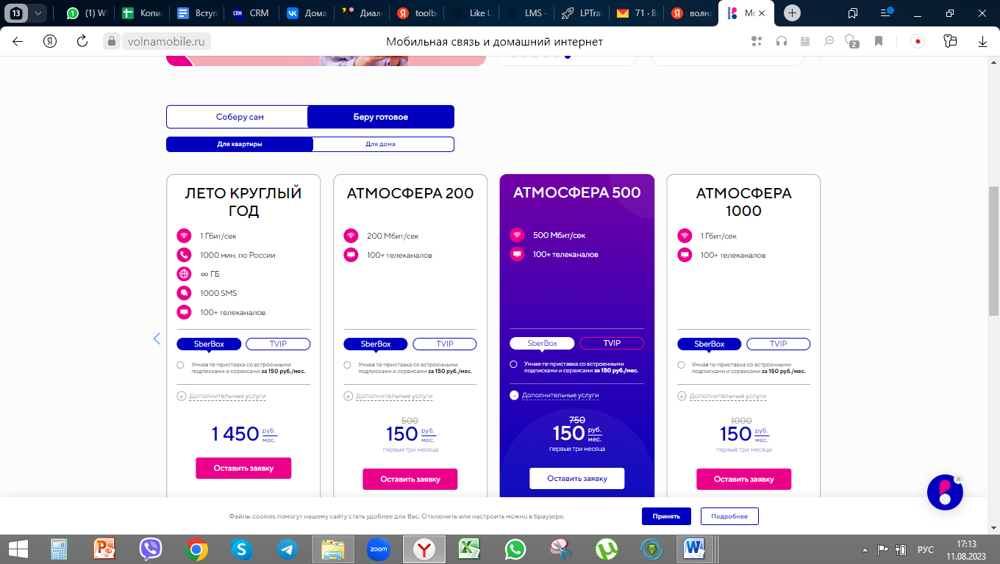 13
(1) Wl
Копи
Вступ
CRM
CRM
Дома
Диал
toolb
Like L
LMS -
LPTra
71 · В
волна
Мс
volnamobile.ru
Мобильная связь и домашний интернет
2
Соберу сам
Беру готовое
Для квартиры
Для дома
ЛЕТО КРУГЛЫЙ
ГОД
1 Гбит/сек
1000 мин. по России
∞ ГБ
1000 SMS
100+ телеканалов
SberBox
TVIP
Умная тв-приставка со встроенными
подписками и сервисами за 150 руб./мес.
Дополнительные услуги
1 450 руб.
мес.
Оставить заявку
АТМОСФЕРА 200
200 Мбит/сек
100+ телеканалов
SberBox
TVIP
Умная тв-приставка со встроенными
подписками и сервисами за 150 руб./мес.
Дополнительные услуги
500
150 руб.
мес.
первые три месяца
Оставить заявку
АТМОСФЕРА 500
500 Мбит/сек
100+ телеканалов
SberBox
TVIP
Умная тв-приставка со встроенными
подписками и сервисами за 150 руб./мес.
Дополнительные услуги
750
150 руб.
мес.
первые три месяца
Оставить заявку
АТМОСФЕРА
1000
1 Гбит/сек
100+ телеканалов
SberBox
TVIP
Умная тв-приставка со встроенными
подписками и сервисами за 150 руб./мес.
Дополнительные услуги
1000
150 руб.
мес.
первые три месяца
Оставить заявку
Файлы cookies помогут нашему сайту стать удобнее для Вас. Отключить или настроить можно в браузере.
Принять
Подробнее
zoom
РУС
17:13
11.08.2023